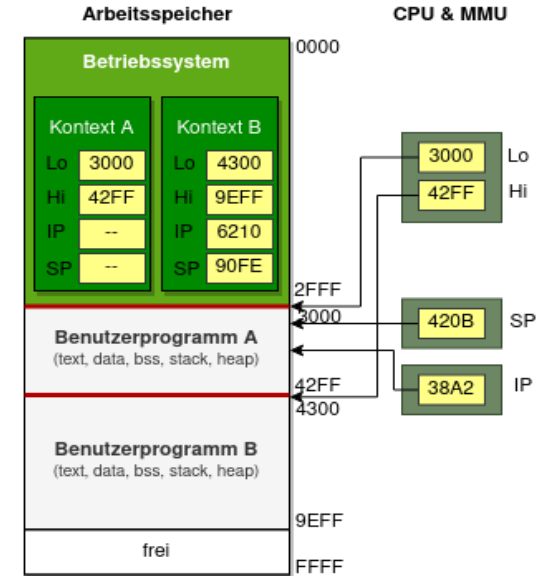 Arbeitsspeicher
CPU & MMU
0000
Betriebssystem
Kontext A
Lo 3000
Hi 42FF
IP --
SP --
Kontext B
Lo 4300
Hi 9EFF
IP 6210
SP 90FE
3000 Lo
42FF Hi
2FFF
3000
420B SP
Benutzerprogramm A
(text, data, bss, stack, heap)
38A2 IP
42FF
4300
Benutzerprogramm B
(text, data, bss, stack, heap)
9EFF
frei
FFFF